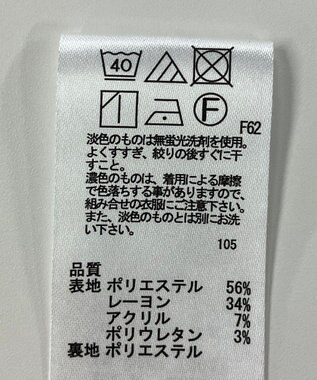 40
F
F62
淡色のものは無蛍光洗剤を使用。
よくすすぎ、絞りの後すぐに干
すこと。
濃色のものは、着用による摩擦
で色落ちする事がありますので、
組み合せの衣服にご注意下さい。
また、淡色のものとは別にお洗
い下さい。
105
品質
表地 ポリエステル 56%
レーヨン 34%
アクリル 7%
ポリウレタン 3%
裏地 ポリエステル